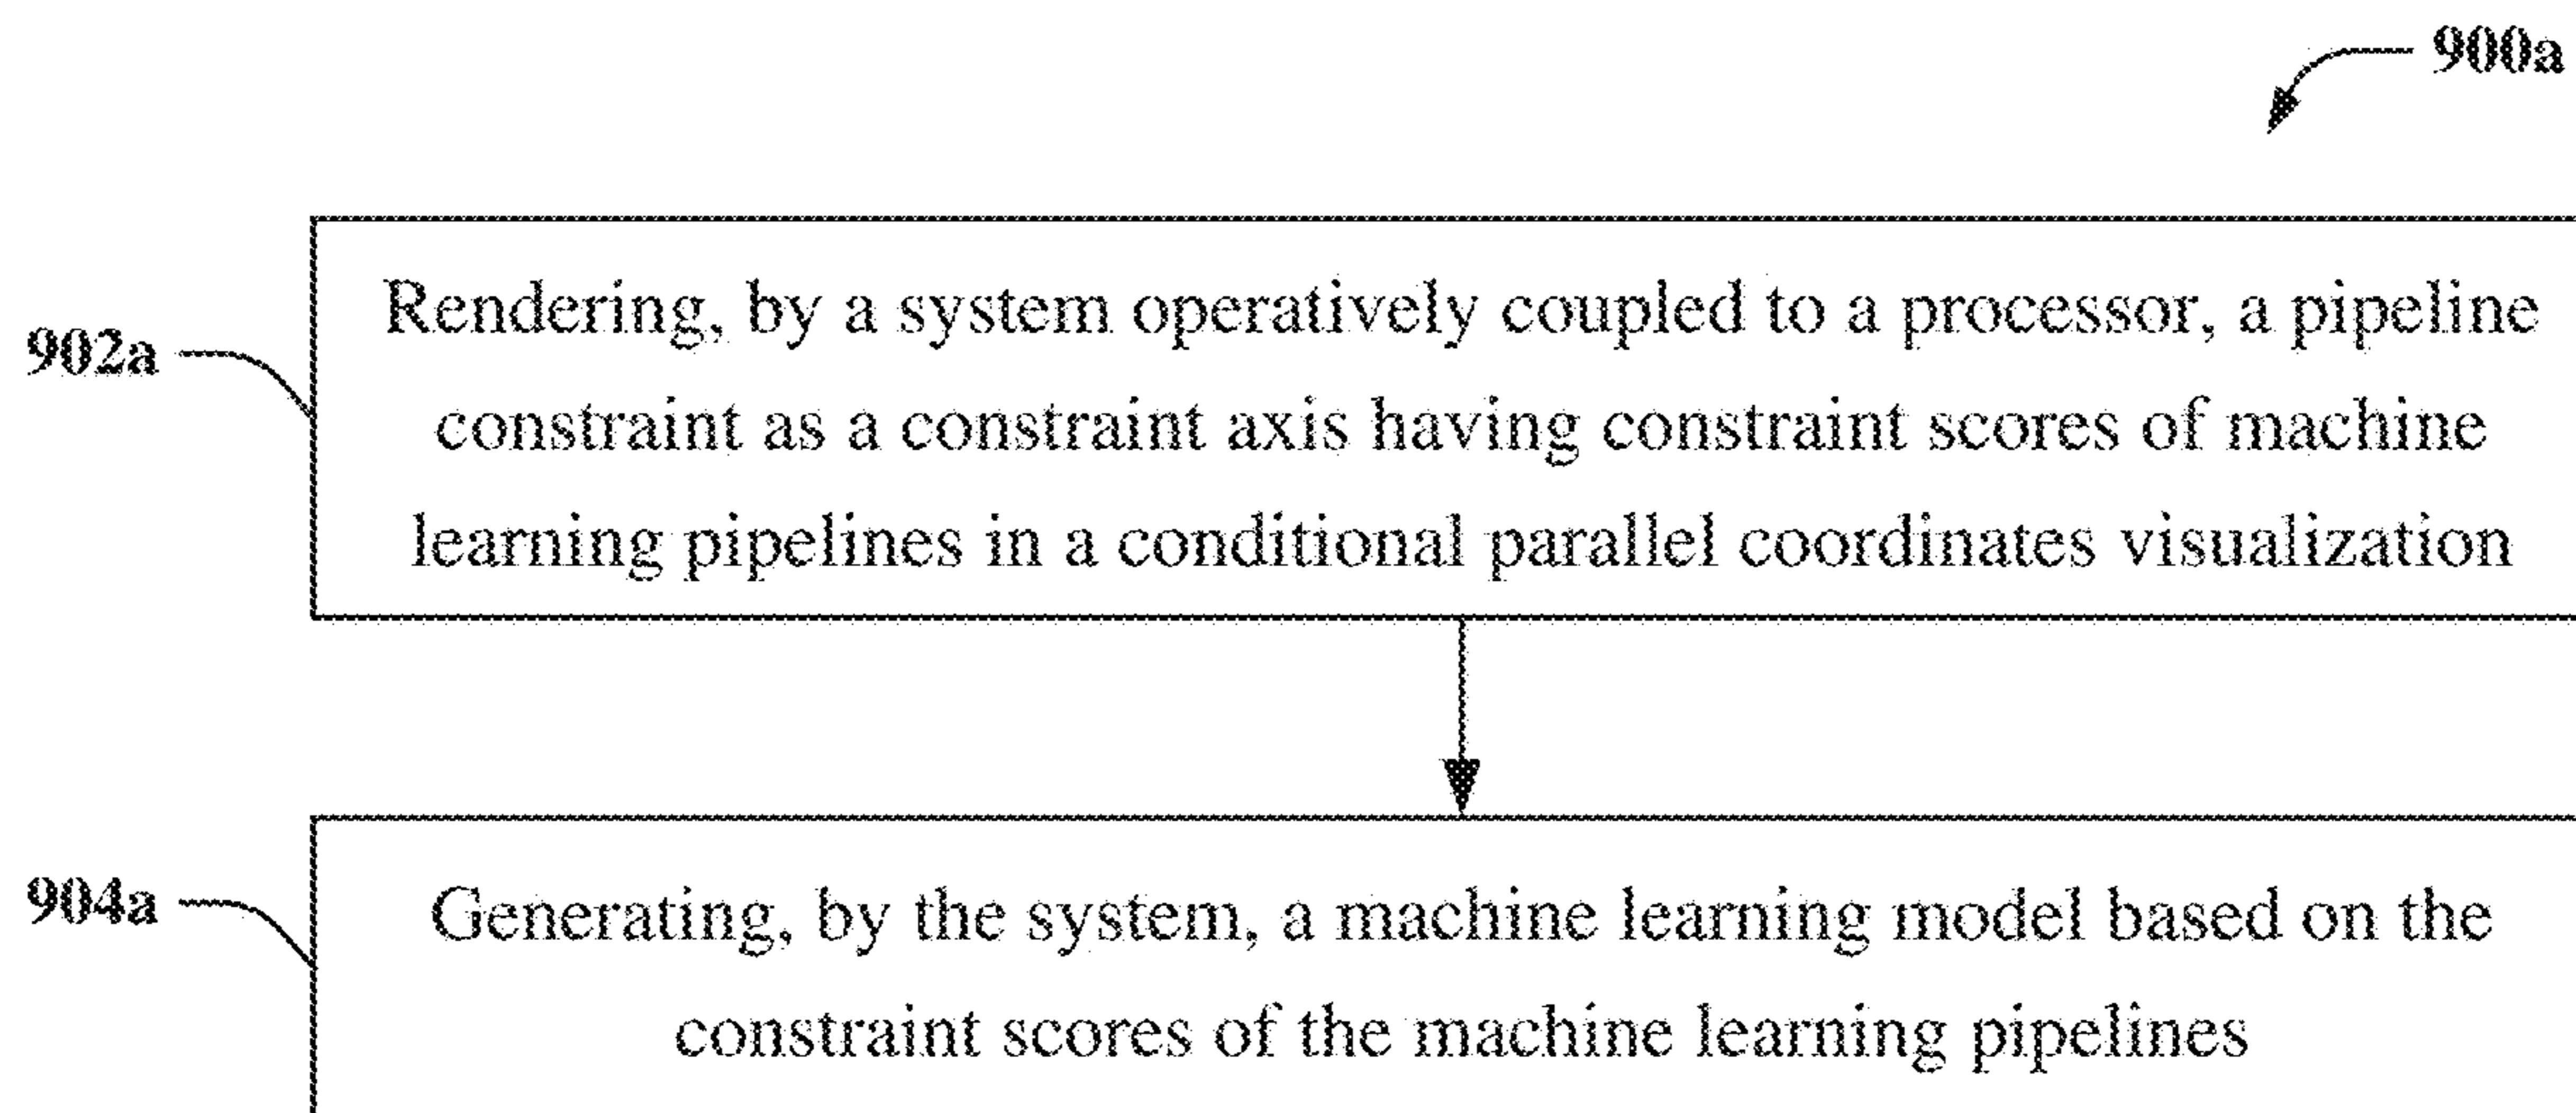 900a
902a
Rendering, by a system operatively coupled to a processor, a pipeline
constraint as a constraint axis having constraint scores of machine
learning pipelines in a conditional parallel coordinates visualization
904a
Generating, by the system, a machine learning model based on the
constraint scores of the machine learning pipelines